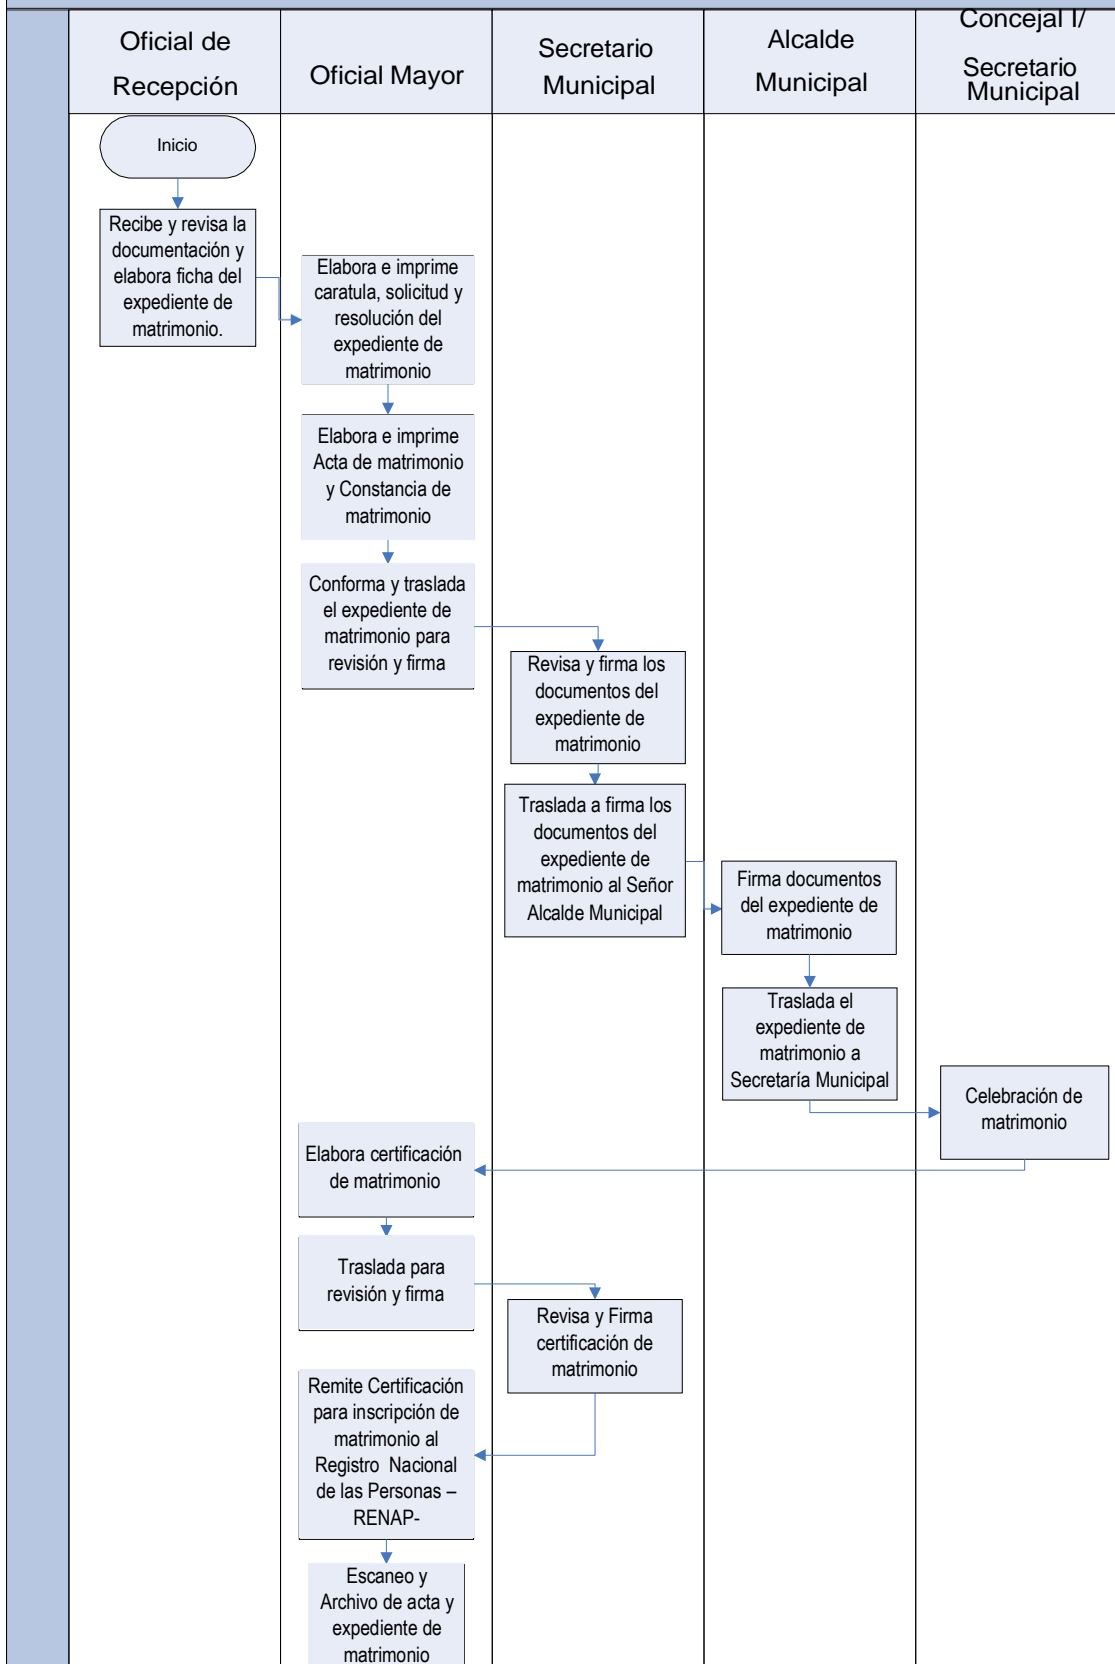 Oficial de
Recepción
Oficial Mayor
Secretario
Municipal
Alcalde
Municipal
Concejal I/
Secretario
Municipal
Inicio
Recibe y revisa la
documentación y
elabora ficha del
expediente de
matrimonio.
Elabora e imprime
caratula, solicitud y
resolución del
expediente de
matrimonio
Elabora e imprime
Acta de matrimonio
y Constancia de
matrimonio
Conforma y traslada
el expediente de
matrimonio para
revisión y firma
Revisa y firma los
documentos del
expediente de
matrimonio
Traslada a firma los
documentos del
expediente de
matrimonio al Señor
Alcalde Municipal
Firma documentos
del expediente de
matrimonio
Traslada el
expediente de
matrimonio a
Secretaría Municipal
Celebración de
matrimonio
Elabora certificación
de matrimonio
Traslada para
revisión y firma
Revisa y Firma
certificación de
matrimonio
Remite Certificación
para inscripción de
matrimonio al
Registro Nacional
de las Personas –
RENAP-
Escaneo y
Archivo de acta y
expediente de
matrimonio